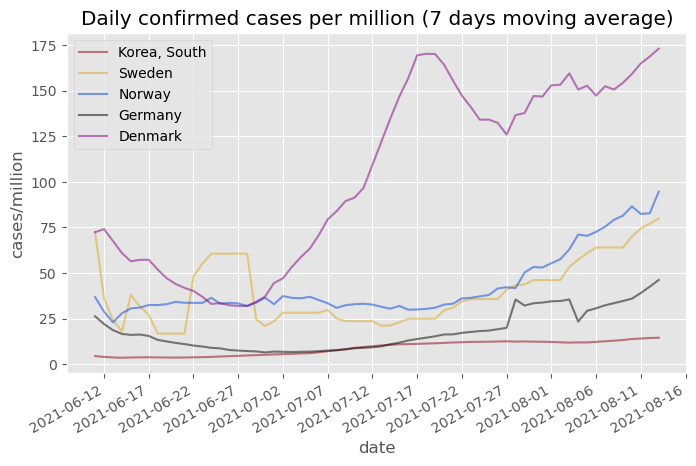 Daily confirmed cases per million (7 days moving average)
175
150
125
100
75
50
25
0
cases/million
Korea, South
Sweden
Norway
Germany
Denmark
2021-06-12
2021-06-17
2021-06-22
2021-06-27
2021-07-02
2021-07-07
2021-07-12
2021-07-17
2021-07-22
2021-07-27
2021-08-01
2021-08-06
2021-08-11
2021-08-16
date